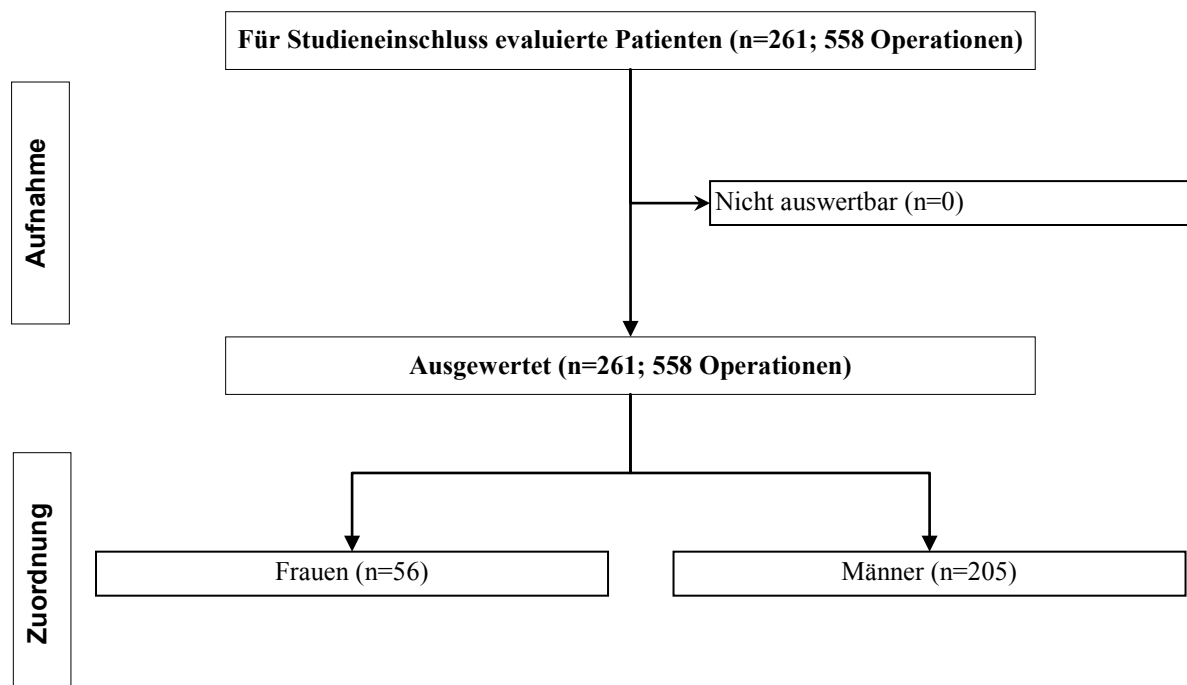 Für Studieneinschluss evaluierte Patienten (n=261; 558 Operationen)
Aufnahme
Nicht auswertbar (n=0)
Ausgewertet (n=261; 558 Operationen)
Zuordnung
Frauen (n=56)
Männer (n=205)